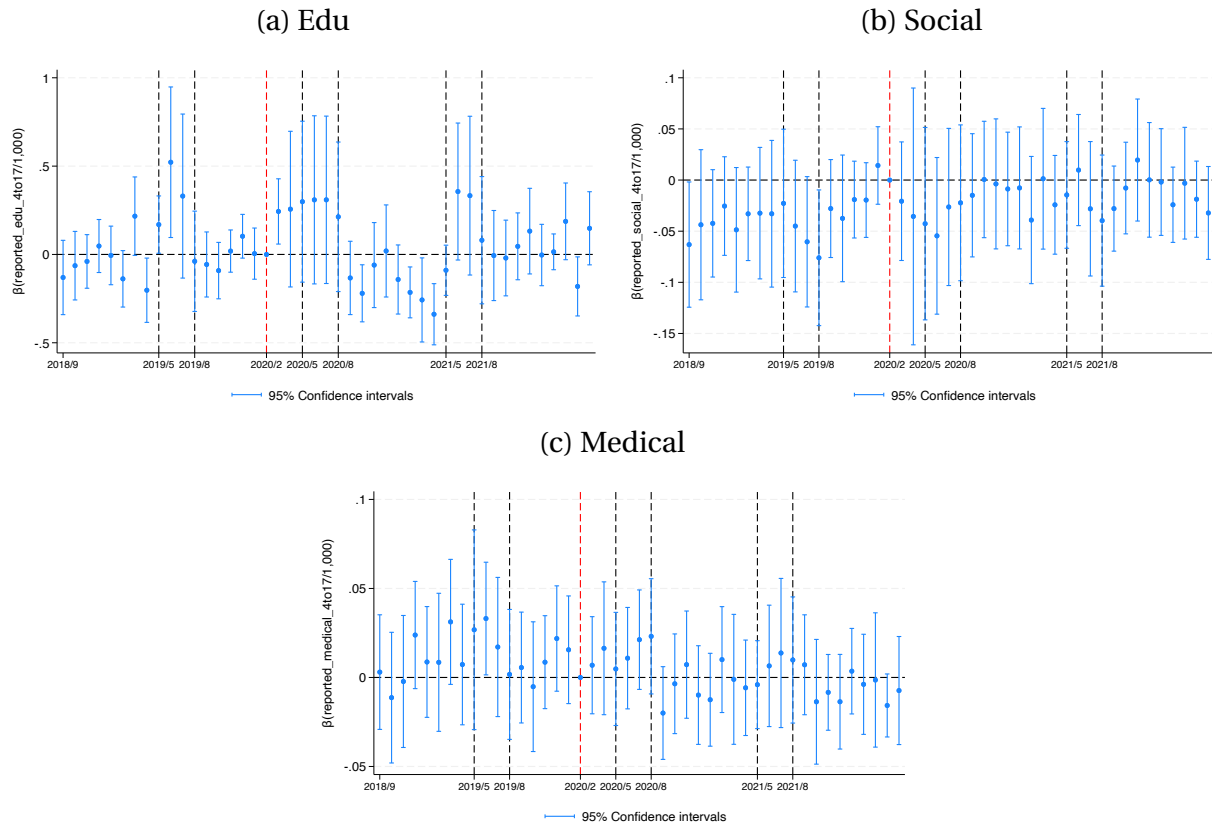 (a) Edu
β(reported_edu_4to17/1,000)
1
.5
0
-.5
2018/9 2019/5 2019/8 2020/2 2020/5 2020/8 2021/5 2021/8
95% Confidence intervals
(b) Social
β(reported_social_4to17/1,000)
.1
.05
0
-.05
-.1
-.15
2018/9 2019/5 2019/8 2020/2 2020/5 2020/8 2021/5 2021/8
95% Confidence intervals
(c) Medical
β(reported_medical_4to17/1,000)
.1
.05
0
-.05
2018/9 2019/5 2019/8 2020/2 2020/5 2020/8 2021/5 2021/8
95% Confidence intervals